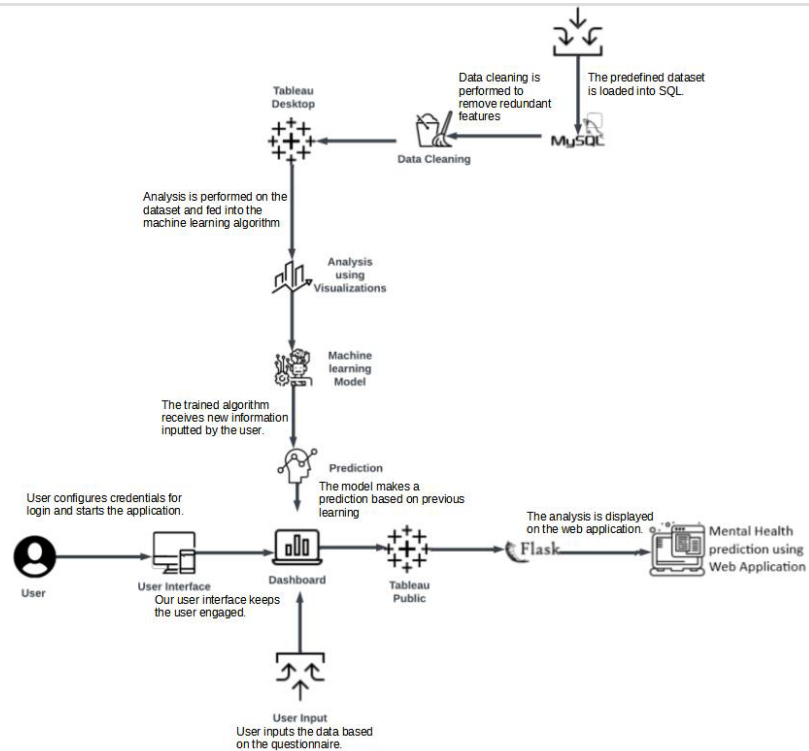 The predefined dataset
is loaded into SQL.
MySQL
Data cleaning is
performed to
remove redundant
features
Data Cleaning
Tableau
Desktop
Analysis is performed on the
dataset and fed into the
machine learning algorithm
Analysis
using
Visualizations
Machine
learning
Model
The trained algorithm
receives new information
inputted by the user.
Prediction
The model makes a
prediction based on previous
learning
User configures credentials for
login and starts the application.
User
User Interface
Our user interface keeps
the user engaged.
Dashboard
Tableau
Public
Flask
The analysis is displayed
on the web application.
Mental Health
prediction using
Web Application
User Input
User inputs the data based
on the questionnaire.